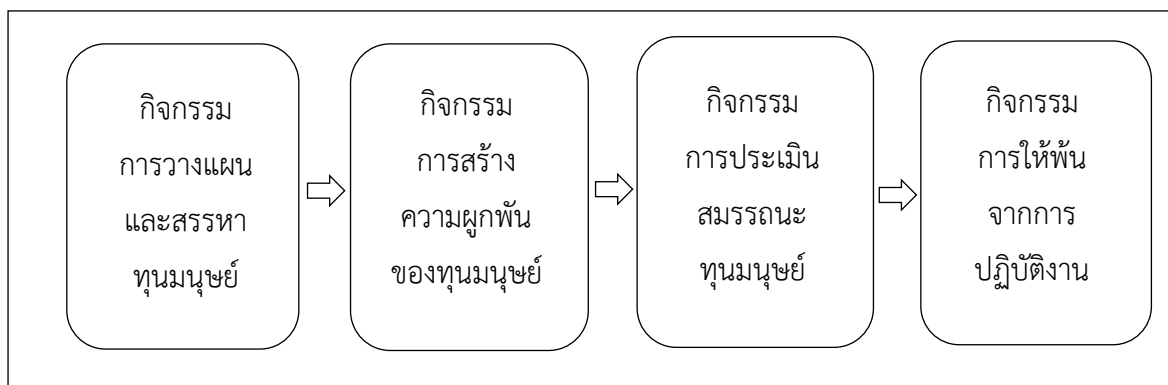 กิจกรรม
การวางแผน
และสรรหา
ทุนมนุษย์
กิจกรรม
การสร้าง
ความผูกพัน
ของทุนมนุษย์
กิจกรรม
การประเมิน
สมรรถนะ
ทุนมนุษย์
กิจกรรม
การให้พ้น
จากการ
ปฏิบัติงาน